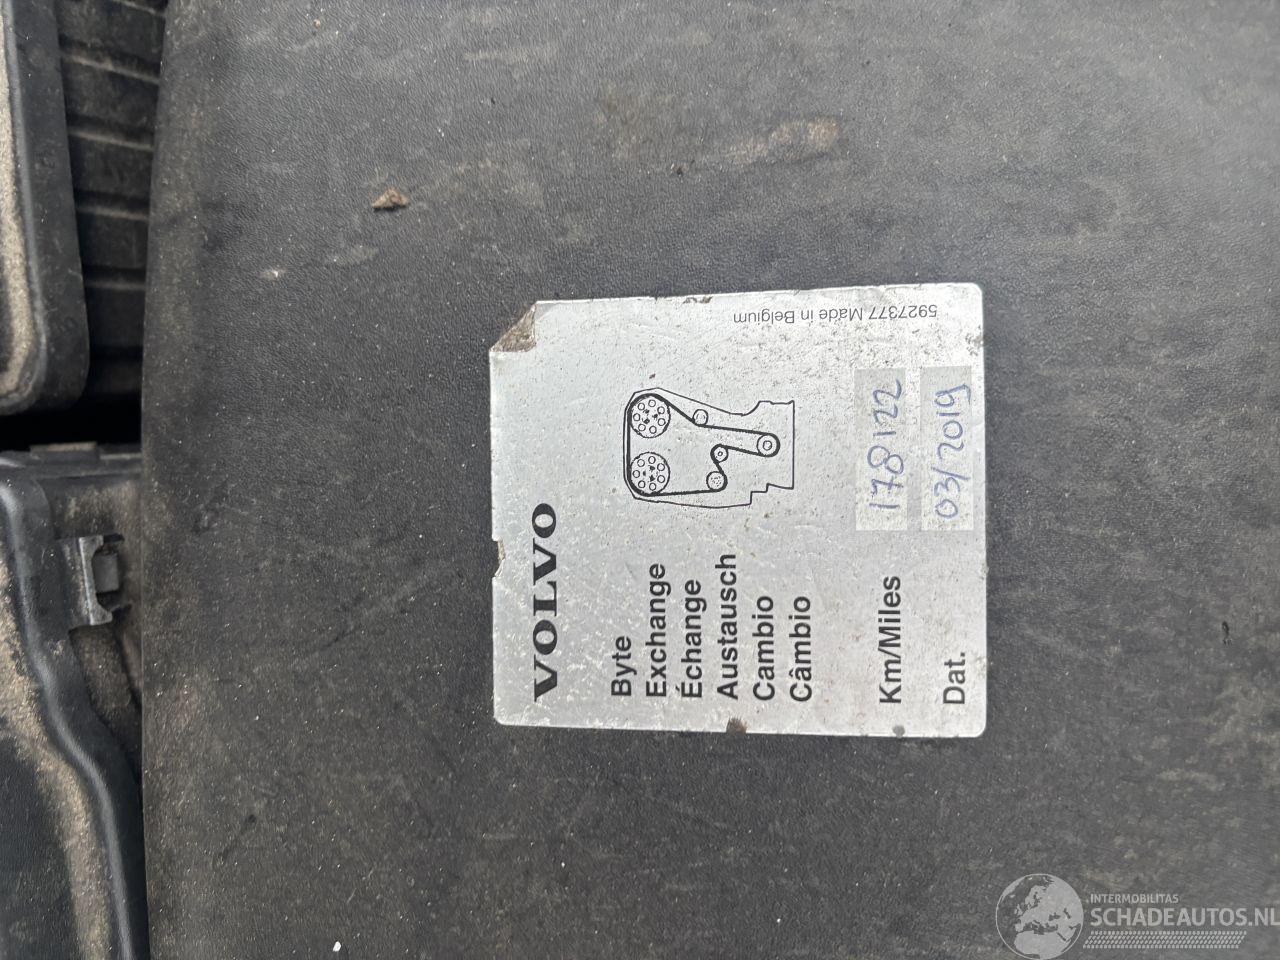 VOLVO
Byte
Exchange
Échange
Austausch
Cambio
Câmbio
Km/Miles 178122
Dat. 03/2019
5927377 Made in Belgium
INTERMOBILITAS
SCHADEAUTOS.NL